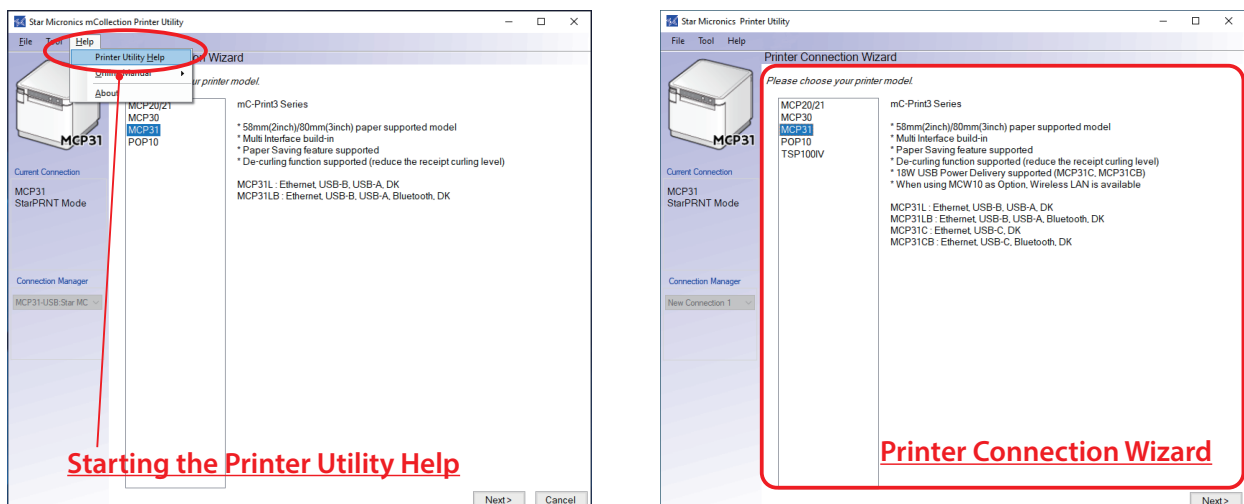 Star Micronics mCollection Printer Utility
File Tool Help
Printer Utility Help
Online Manual
About
on Wizard
ur printer model.
MCP31
Current Connection
MCP31
StarPRNT Mode
Connection Manager
MCP31-USB:Star MC
MCP20/21
MCP30
MCP31
POP10
mC-Print3 Series
* 58mm(2inch)/80mm(3inch) paper supported model
* Multi Interface build-in
* Paper Saving feature supported
* De-curling function supported (reduce the receipt curling level)
MCP31L : Ethernet, USB-B, USB-A, DK
MCP31LB : Ethernet, USB-B, USB-A, Bluetooth, DK
Starting the Printer Utility Help
Next > Cancel
Star Micronics Printer Utility
File Tool Help
Printer Connection Wizard
Please choose your printer model.
MCP31
Current Connection
MCP31
StarPRNT Mode
Connection Manager
New Connection 1
MCP20/21
MCP30
MCP31
POP10
TSP100IV
mC-Print3 Series
* 58mm(2inch)/80mm(3inch) paper supported model
* Multi Interface build-in
* Paper Saving feature supported
* De-curling function supported (reduce the receipt curling level)
* 18W USB Power Delivery supported (MCP31C, MCP31CB)
* When using MCW10 as Option, Wireless LAN is available
MCP31L : Ethernet, USB-B, USB-A, DK
MCP31LB : Ethernet, USB-B, USB-A, Bluetooth, DK
MCP31C : Ethernet, USB-C, DK
MCP31CB : Ethernet, USB-C, Bluetooth, DK
Printer Connection Wizard
Next >